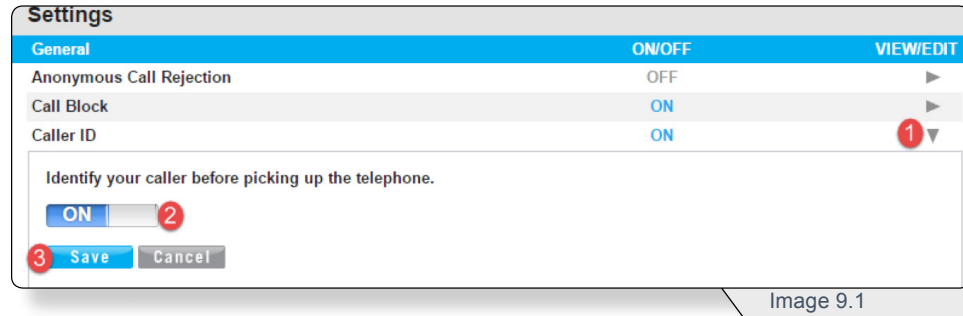 Settings
General ON/OFF VIEW/EDIT
Anonymous Call Rejection OFF
Call Block ON
Caller ID ON 1
Identify your caller before picking up the telephone.
ON 2
3 Save Cancel
Image 9.1